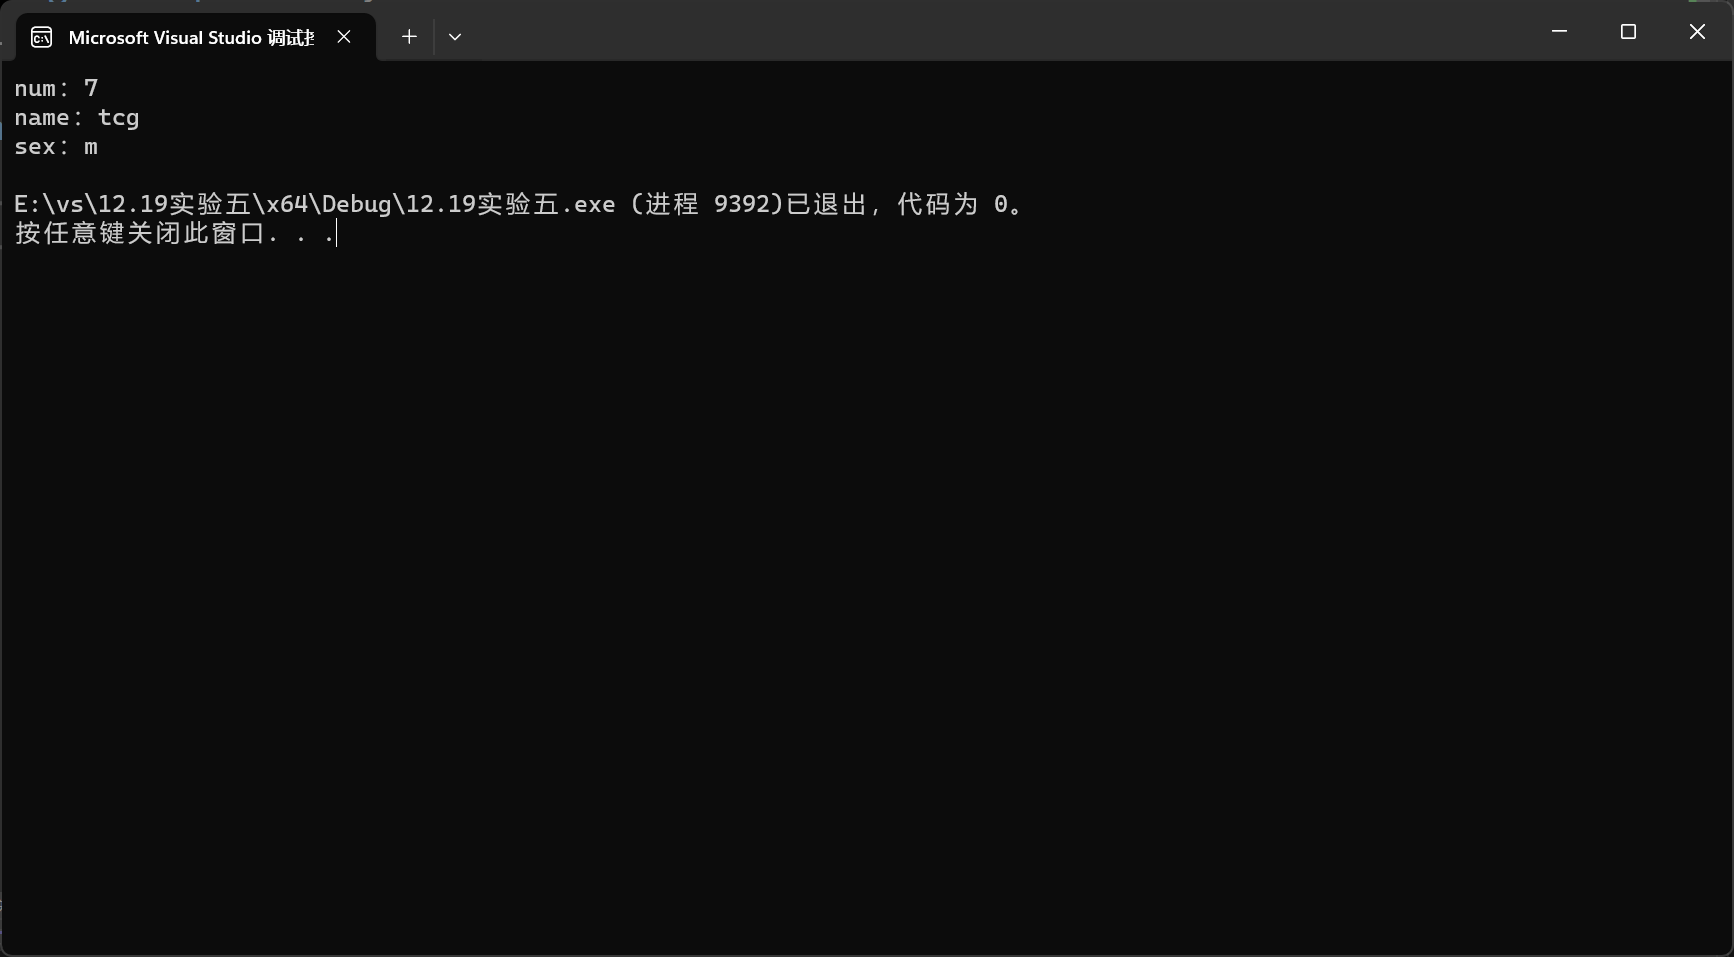 Microsoft Visual Studio 调试
num：7
name：tcg
sex：m
E:\vs\12.19实验五\x64\Debug\12.19实验五.exe (进程 9392)已退出，代码为 0。
按任意键关闭此窗口. . .